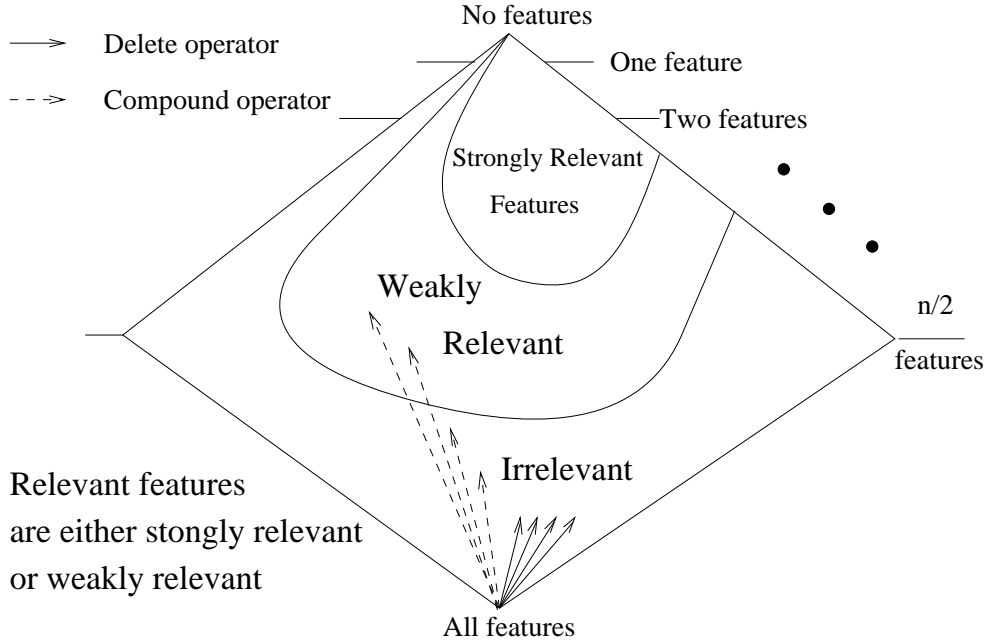 No features
Delete operator
One feature
Compound operator
Two features
Strongly Relevant
Features
Weakly
n/2
Relevant
features
Irrelevant
Relevant features
are either stongly relevant
or weakly relevant
All features